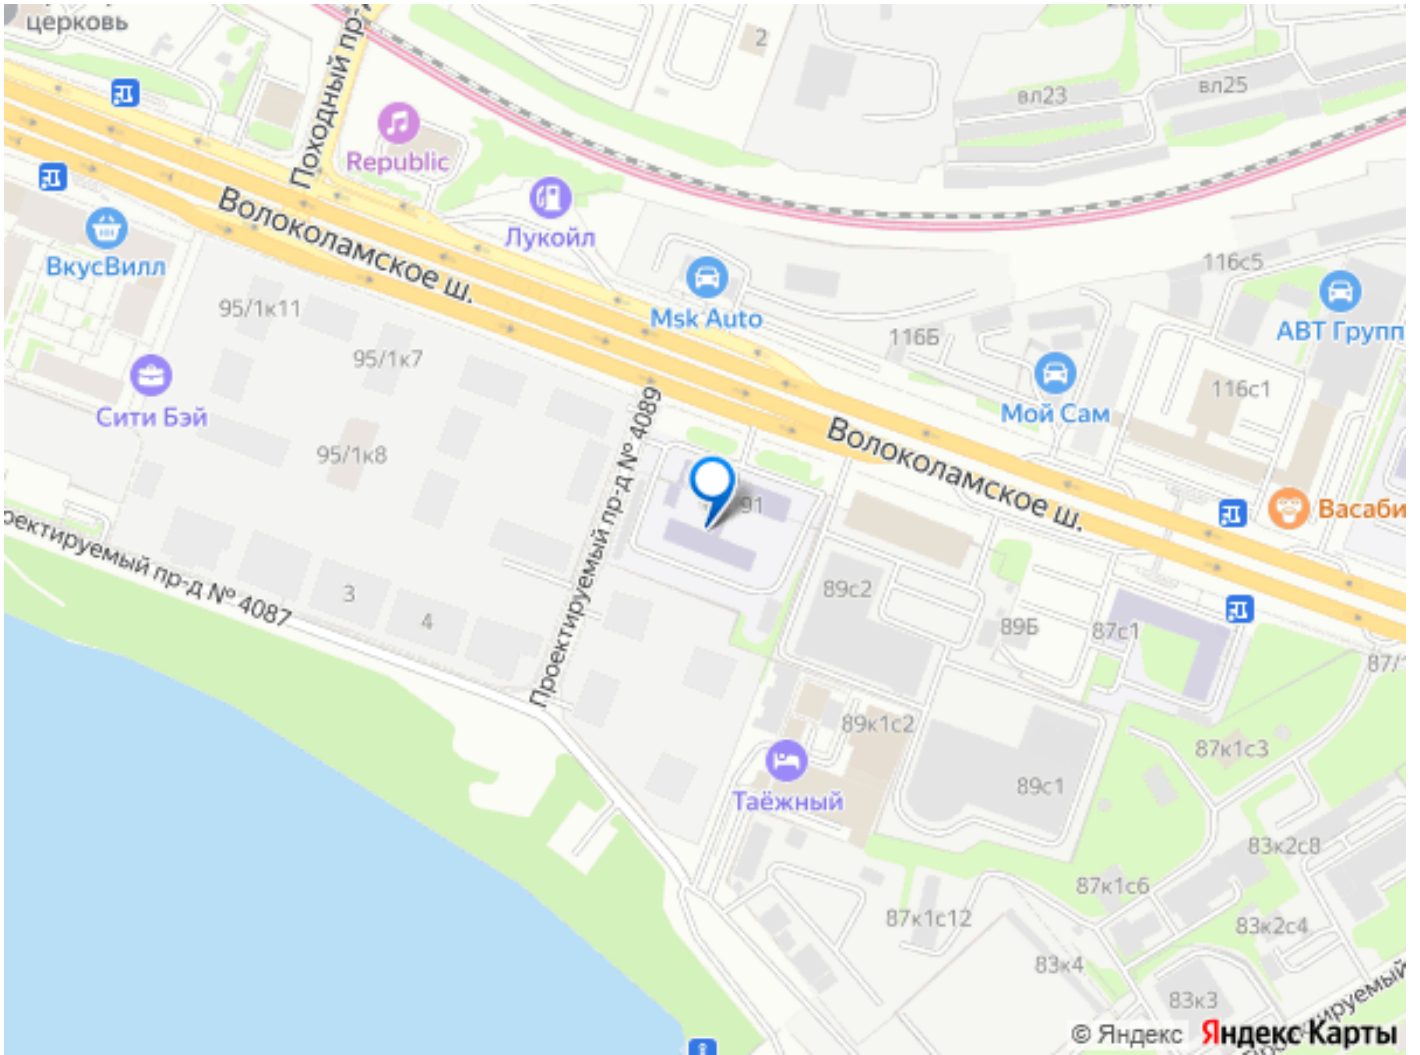 церковь
Походный пр-
2
вл23
вл25
Republic
Волоколамское ш.
Лукойл
ВкусВилл
116с5
95/1к11
Msk Auto
АВТ Групп
116Б
95/1к7
116с1
Сити Бэй
Мой Сам
Проектируемый пр-д № 4089
Волоколамское ш.
95/1к8
91
Васаби
оектируемый пр-д № 4087
3
4
89с2
89Б
87с1
87/1
89к1с2
87к1с3
Таёжный
89с1
83к2с8
87к1с6
87к1с12
83к2с4
83к4
83к3
© Яндекс Яндекс Карты